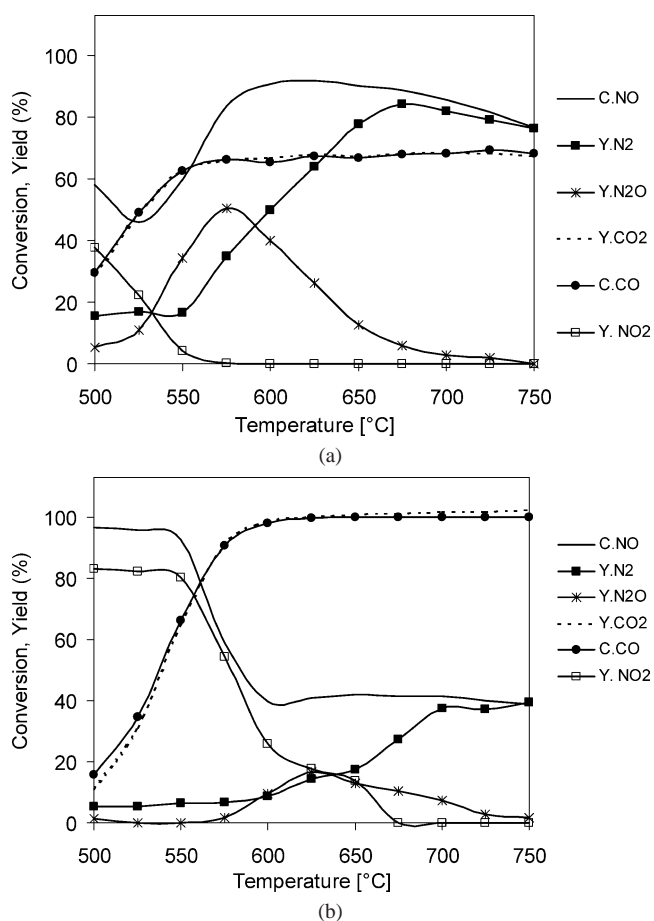 Conversion, Yield (%)
100
80
60
40
20
0
500
550
600
650
700
750
Temperature [°C]
C.NO
Y.N2
Y.N2O
Y.CO2
C.CO
Y. NO2
(a)
Conversion, Yield (%)
100
80
60
40
20
0
500
550
600
650
700
750
Temperature [°C]
C.NO
Y.N2
Y.N2O
Y.CO2
C.CO
Y. NO2
(b)